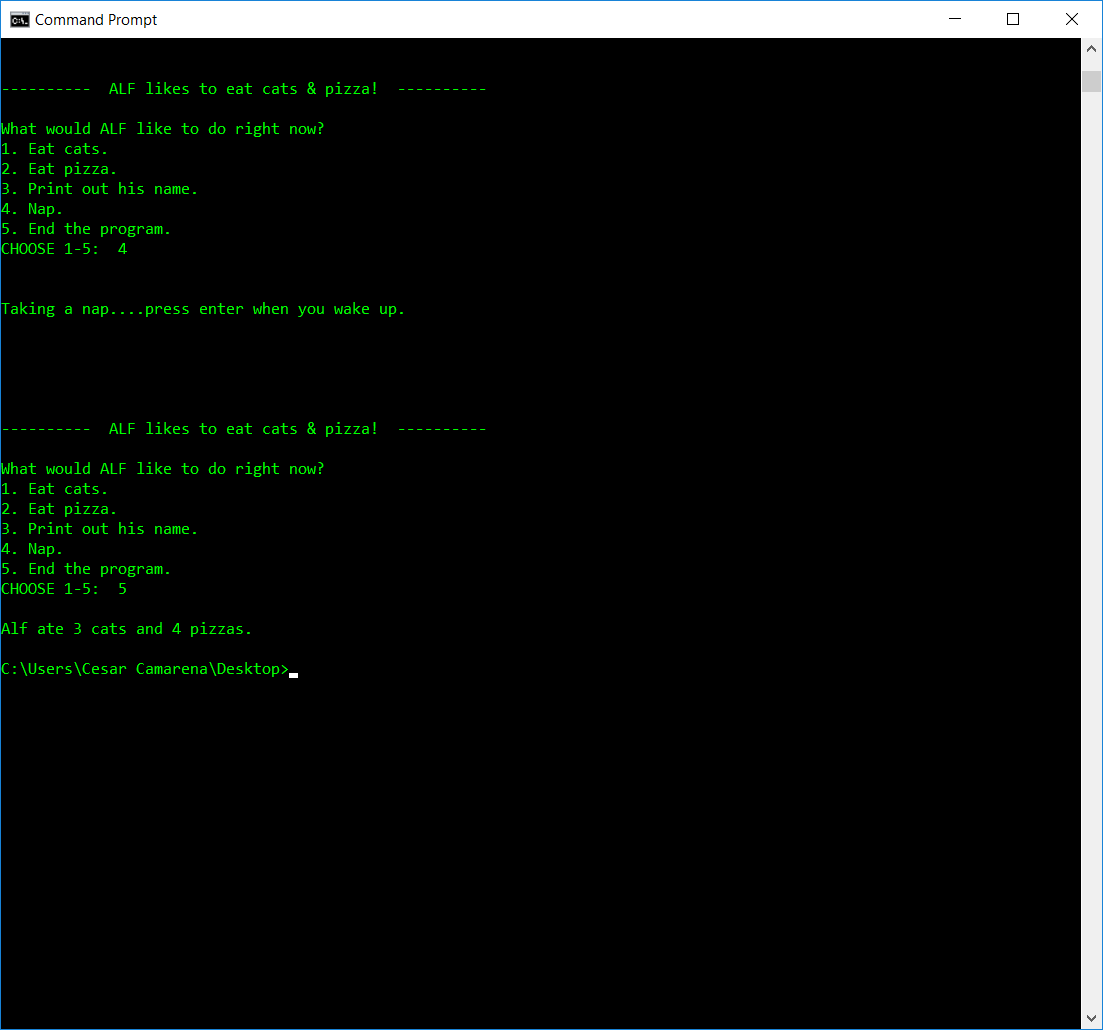 Command Prompt
----------  ALF likes to eat cats & pizza!  ----------
What would ALF like to do right now?
1. Eat cats.
2. Eat pizza.
3. Print out his name.
4. Nap.
5. End the program.
CHOOSE 1-5:  4
Taking a nap....press enter when you wake up.
----------  ALF likes to eat cats & pizza!  ----------
What would ALF like to do right now?
1. Eat cats.
2. Eat pizza.
3. Print out his name.
4. Nap.
5. End the program.
CHOOSE 1-5:  5
Alf ate 3 cats and 4 pizzas.
C:\Users\Cesar Camarena\Desktop>